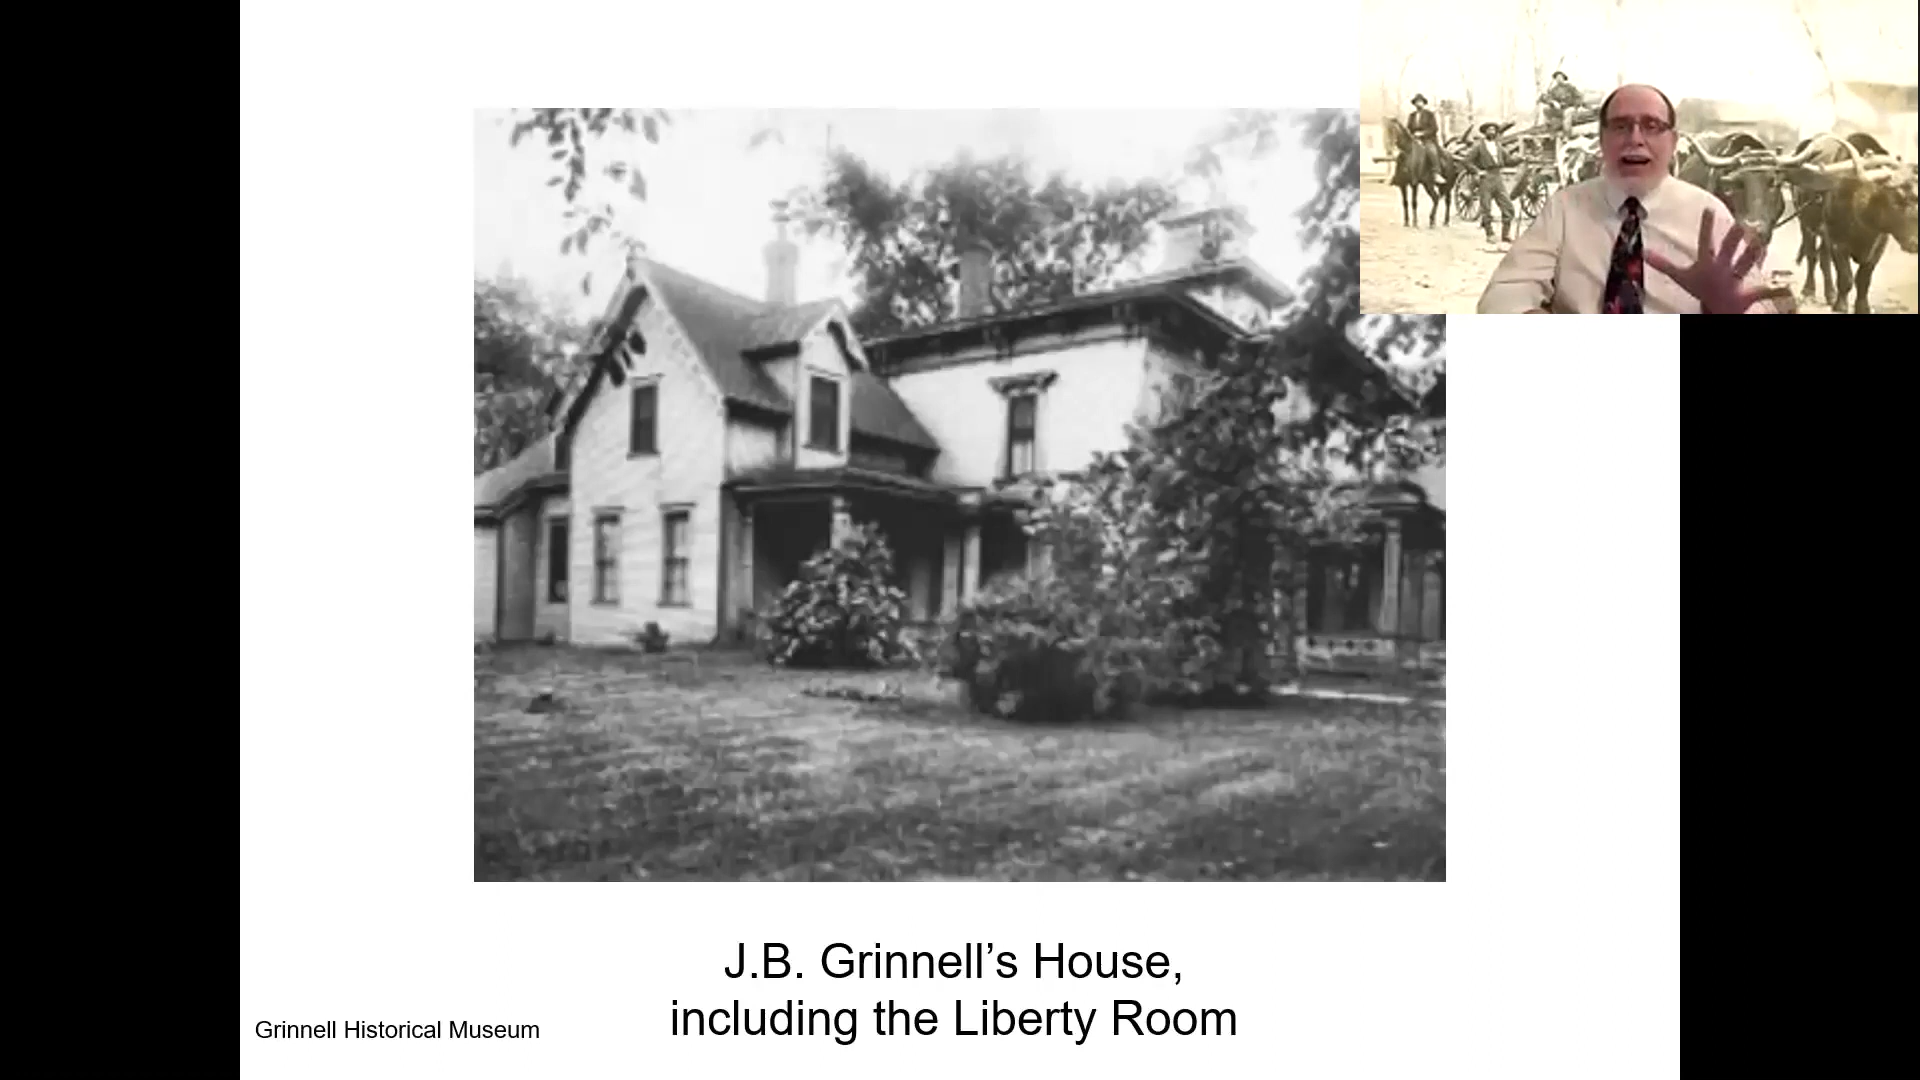 J.B. Grinnell’s House,
including the Liberty Room
Grinnell Historical Museum